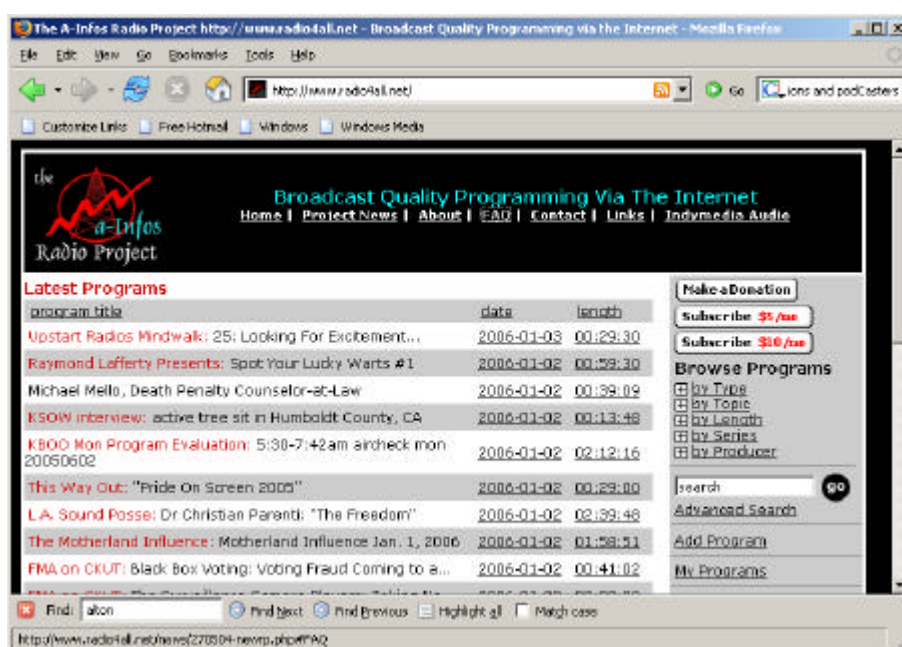 The A-Infos Radio Project http://www.radio4all.net - Broadcast Quality Programming via the Internet - Mozilla Firefox
File Edit View Go Bookmarks Tools Help
http://www.radio4all.net/ Go ions and podCasters
Customize Links Free Hotmail Windows Windows Media
the
a-Infos
Radio Project
Broadcast Quality Programming Via The Internet
Home | Project News | About | FAQ | Contact | Links | Indymedia Audio
Latest Programs
program title date length
Upstart Radios Mindwalk: 25: Looking For Excitement... 2006-01-03 00:29:30
Raymond Lafferty Presents: Spot Your Lucky Warts #1 2006-01-02 00:59:30
Michael Mello, Death Penalty Counselor-at-Law 2006-01-02 00:39:09
KSOW interview: active tree sit in Humboldt County, CA 2006-01-02 00:13:48
KBOO Mon Program Evaluation: 5:30-7:42am aircheck mon
20050602 2006-01-02 02:12:16
This Way Out: "Pride On Screen 2005" 2006-01-02 00:29:00
L.A. Sound Posse: Dr Christian Parenti: "The Freedom" 2006-01-02 02:39:48
The Motherland Influence: Motherland Influence Jan. 1, 2006 2006-01-02 01:58:51
FMA on CKUT: Black Box Voting: Voting Fraud Coming to a... 2006-01-02 00:41:02
Make a Donation
Subscribe $5/mo
Subscribe $10/mo
Browse Programs
by Type
by Topic
by Length
by Series
by Producer
search go
Advanced Search
Add Program
My Programs
Find: alton Find Next Find Previous Highlight all Match case